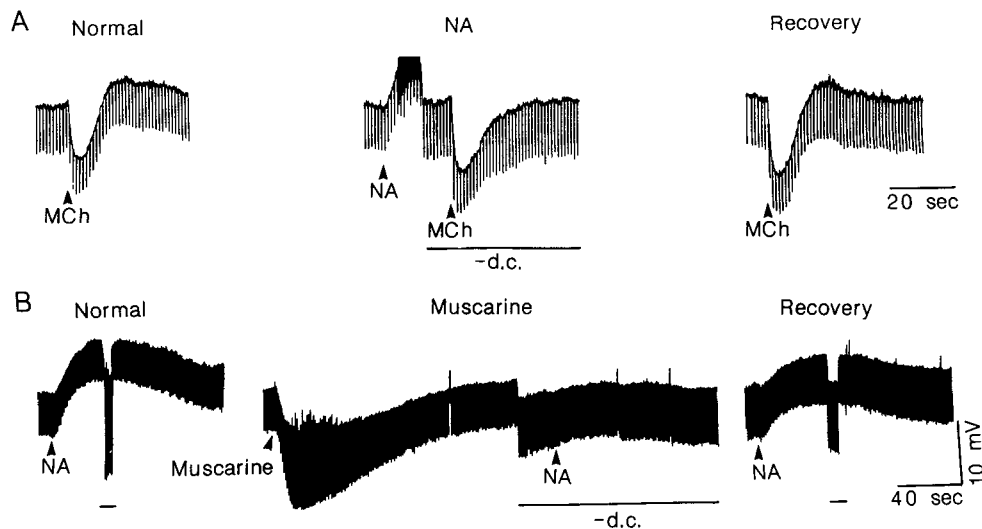 A
Normal
NA
Recovery
NA
MCh
MCh
MCh
20 sec
-d.c.
B
Normal
Muscarine
Recovery
NA
Muscarine
NA
NA
10 mV
40 sec
-d.c.